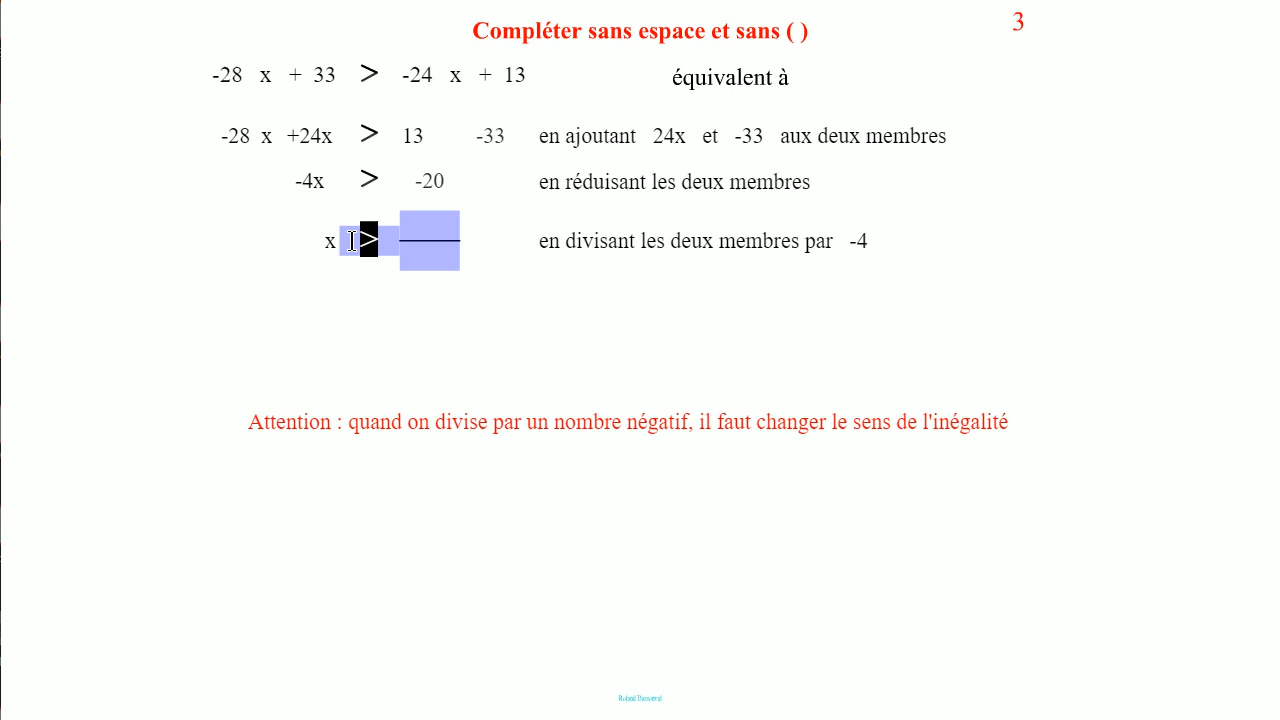 Compléter sans espace et sans ( )
3
-28 x + 33 > -24 x + 13 équivalent à
-28 x +24x > 13 -33 en ajoutant 24x et -33 aux deux membres
-4x > -20 en réduisant les deux membres
x > en divisant les deux membres par -4
Attention : quand on divise par un nombre négatif, il faut changer le sens de l'inégalité